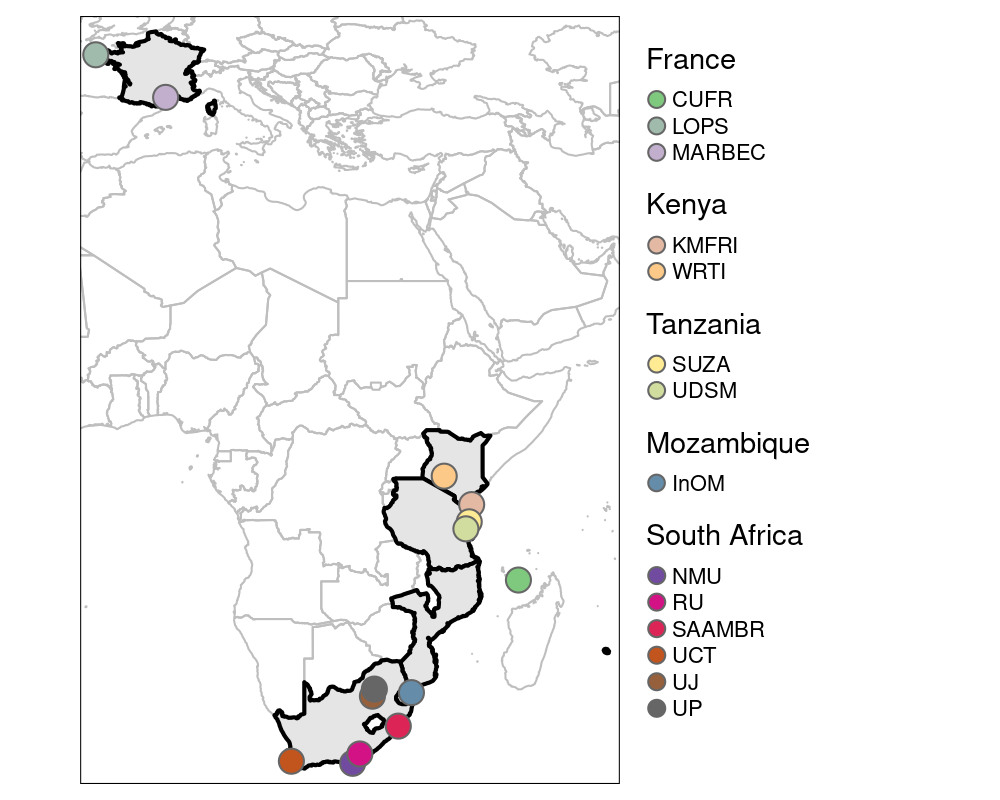 France
CUFR
LOPS
MARBEC
Kenya
KMFRI
WRTI
Tanzania
SUZA
UDSM
Mozambique
InOM
South Africa
NMU
RU
SAAMBR
UCT
UJ
UP